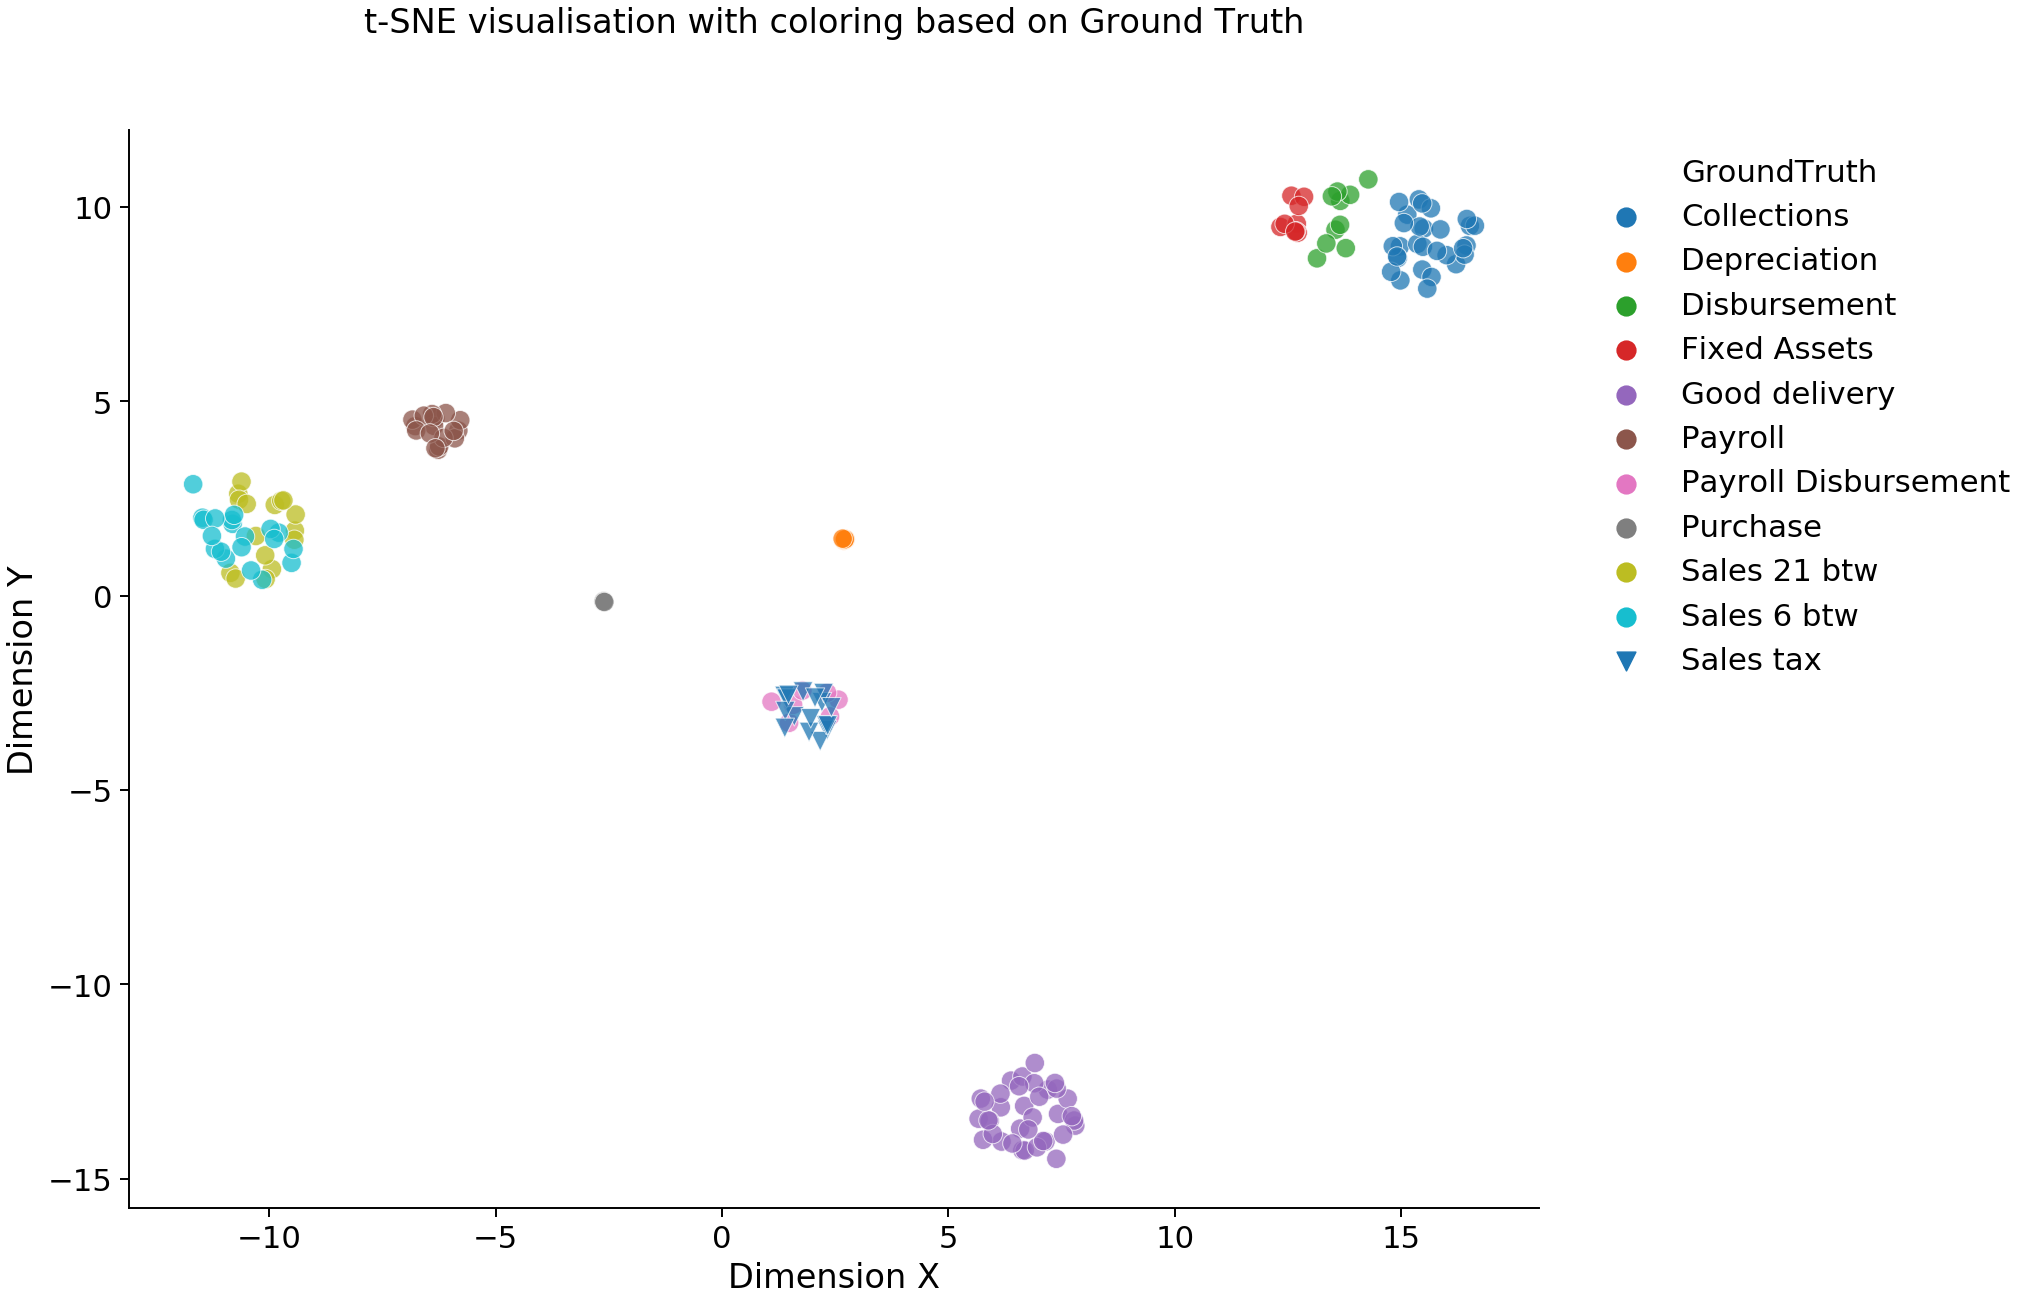 t-SNE visualisation with coloring based on Ground Truth
GroundTruth
Collections
Depreciation
Disbursement
Fixed Assets
Good delivery
Payroll
Payroll Disbursement
Purchase
Sales 21 btw
Sales 6 btw
Sales tax
Dimension Y
10
5
0
−5
−10
−15
−10
−5
0
5
10
15
Dimension X